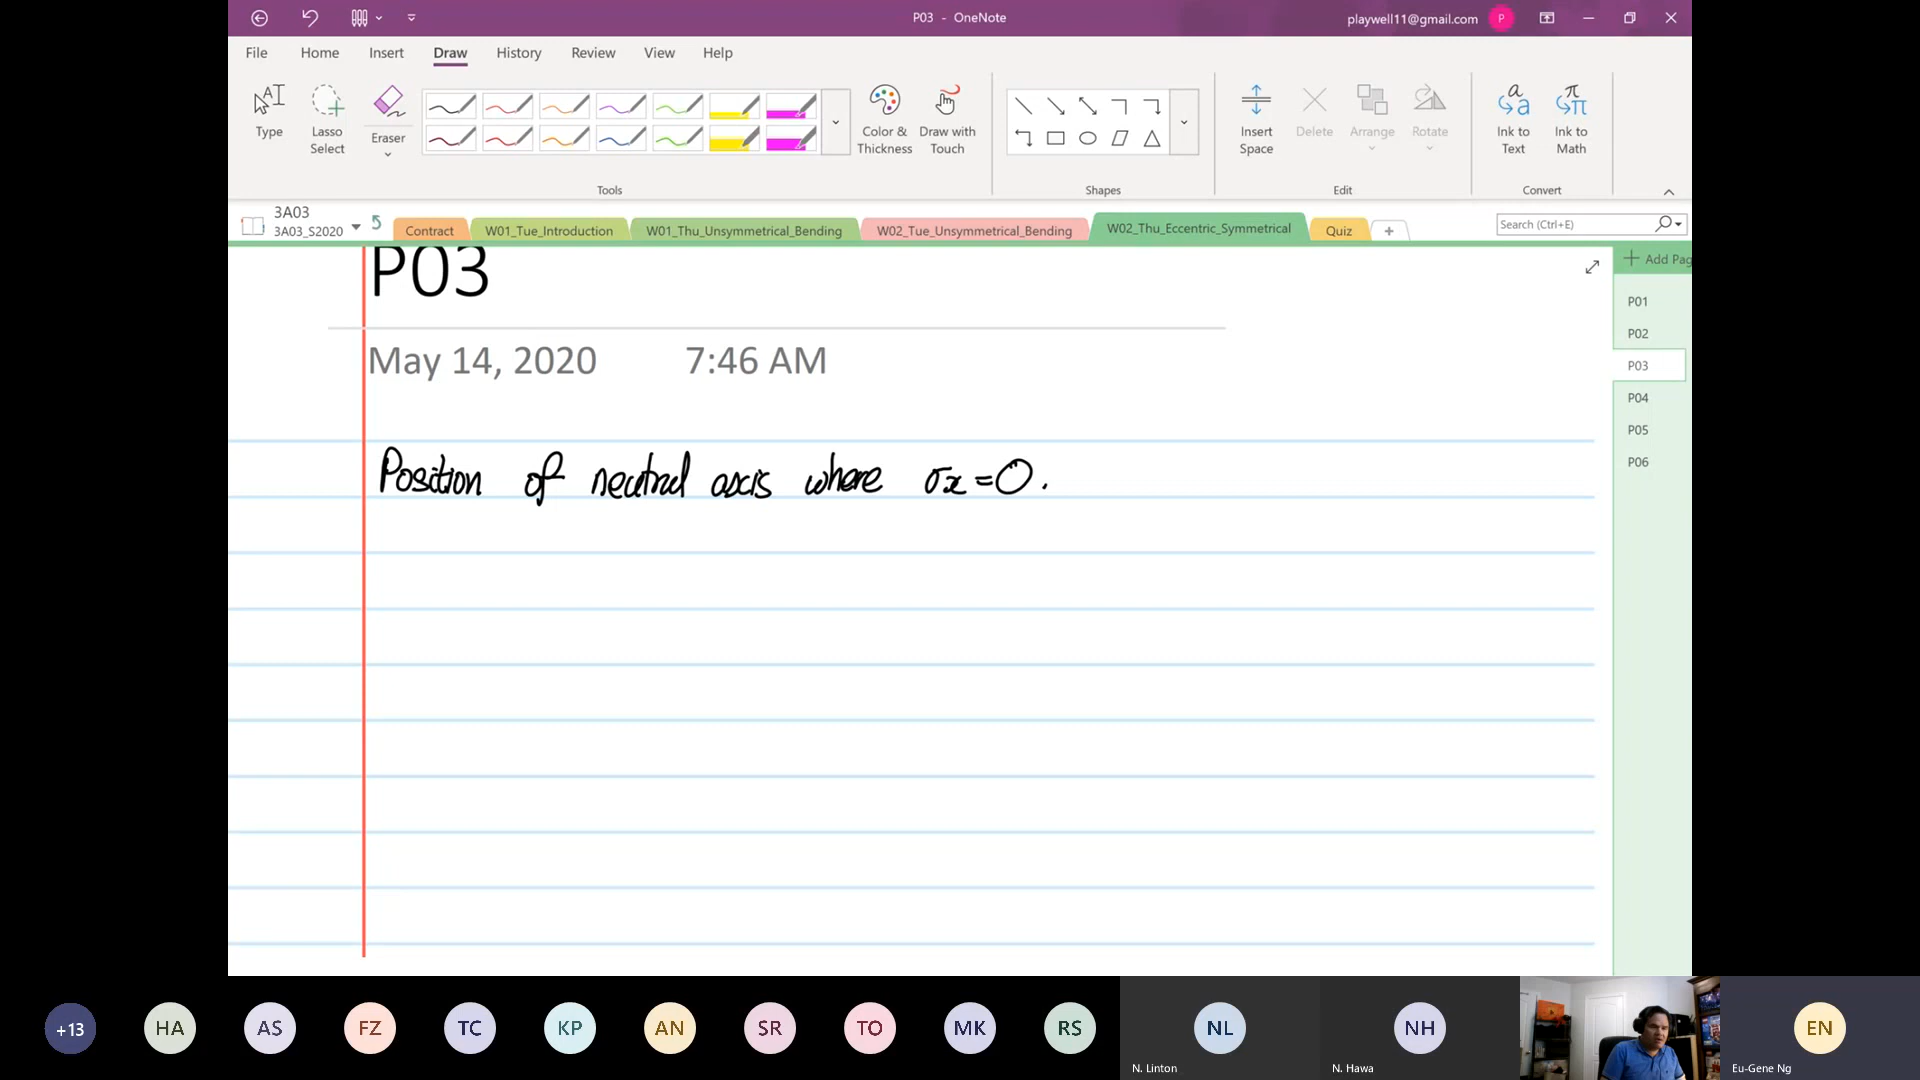 P03 - OneNote
playwell11@gmail.com
P
File Home Insert Draw History Review View Help
Type
Lasso Select
Eraser
Color & Thickness
Draw with Touch
Insert Space
Delete
Arrange
Rotate
Ink to Text
Ink to Math
Tools
Shapes
Edit
Convert
3A03
3A03_S2020
Contract
W01_Tue_Introduction
W01_Thu_Unsymmetrical_Bending
W02_Tue_Unsymmetrical_Bending
W02_Thu_Eccentric_Symmetrical
Quiz
Search (Ctrl+E)
P03
May 14, 2020 7:46 AM
Position of neutral axis where σx=0.
Add Pag
P01
P02
P03
P04
P05
P06
+13 HA AS FZ TC KP AN SR TO MK RS NL NH EN
N. Linton
N. Hawa
Eu-Gene Ng